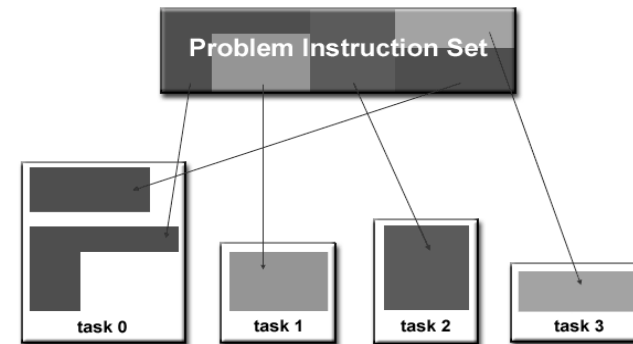 Problem Instruction Set
task 0
task 1
task 2
task 3